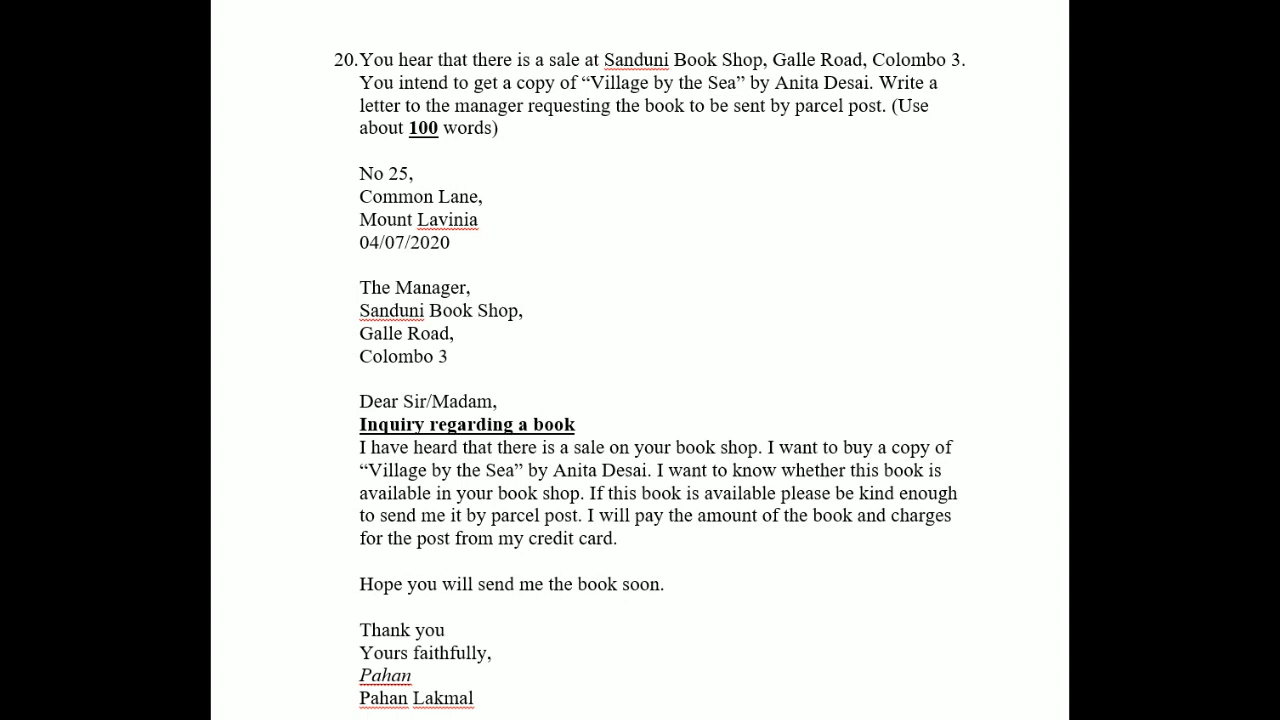 20. You hear that there is a sale at Sanduni Book Shop, Galle Road, Colombo 3.
You intend to get a copy of “Village by the Sea” by Anita Desai. Write a
letter to the manager requesting the book to be sent by parcel post. (Use
about 100 words)
No 25,
Common Lane,
Mount Lavinia
04/07/2020
The Manager,
Sanduni Book Shop,
Galle Road,
Colombo 3
Dear Sir/Madam,
Inquiry regarding a book
I have heard that there is a sale on your book shop. I want to buy a copy of
“Village by the Sea” by Anita Desai. I want to know whether this book is
available in your book shop. If this book is available please be kind enough
to send me it by parcel post. I will pay the amount of the book and charges
for the post from my credit card.
Hope you will send me the book soon.
Thank you
Yours faithfully,
Pahan
Pahan Lakmal